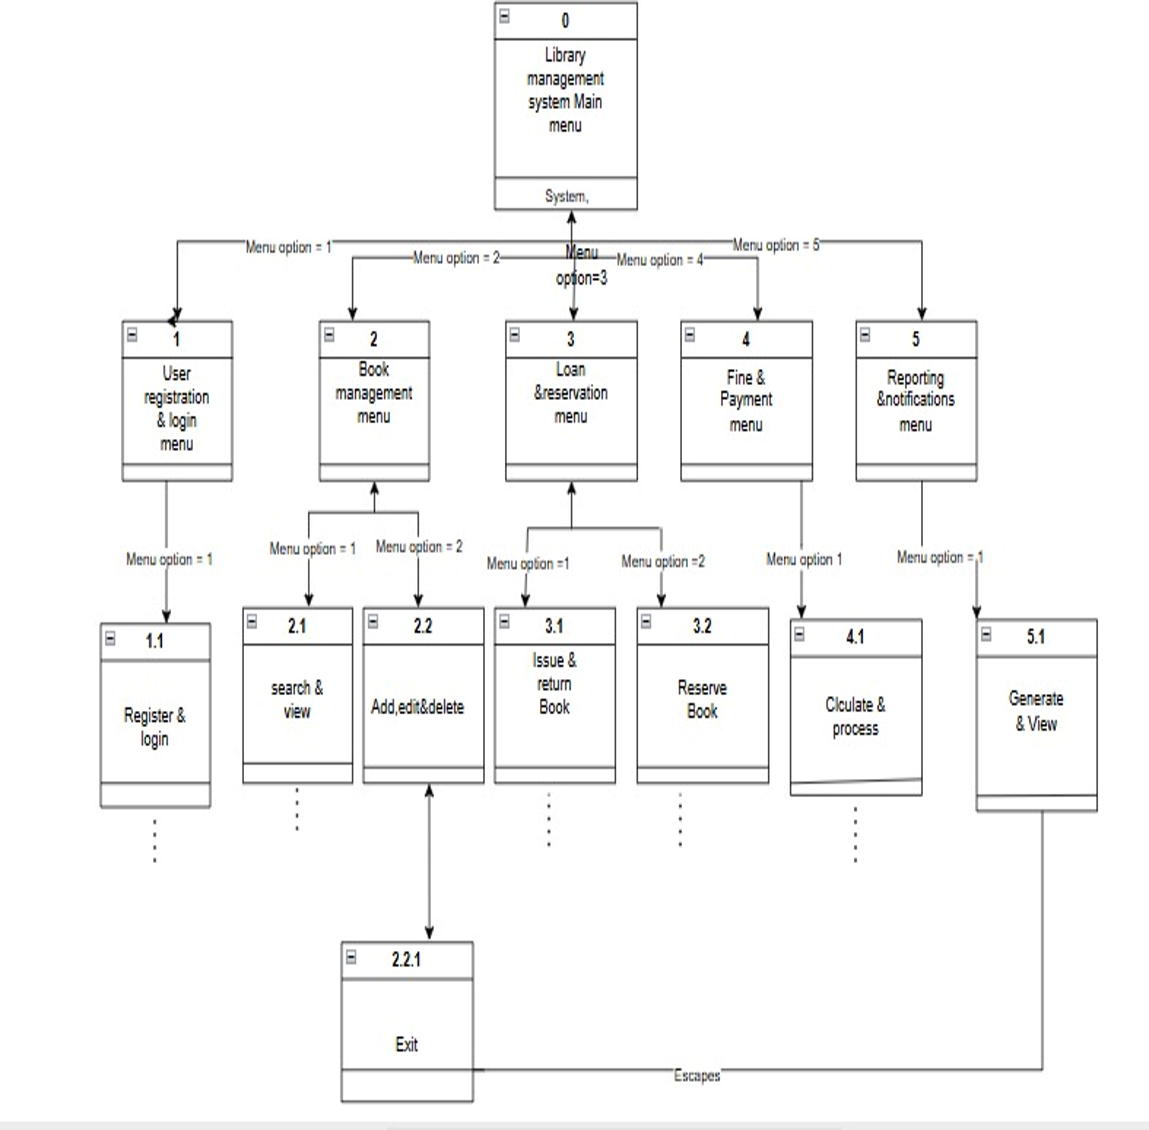 0
Library
management
system Main
menu
System,
Menu option = 1
Menu option = 2
Menu
option=3
Menu option = 4
Menu option = 5
1
User
registration
& login
menu
2
Book
management
menu
3
Loan
&reservation
menu
4
Fine &
Payment
menu
5
Reporting
&notifications
menu
Menu option = 1
Menu option = 1
Menu option = 2
Menu option =1
Menu option =2
Menu option 1
Menu option = 1
1.1
Register &
login
2.1
search &
view
2.2
Add,edit&delete
3.1
Issue &
return
Book
3.2
Reserve
Book
4.1
Clculate &
process
5.1
Generate
& View
2.2.1
Exit
Escapes